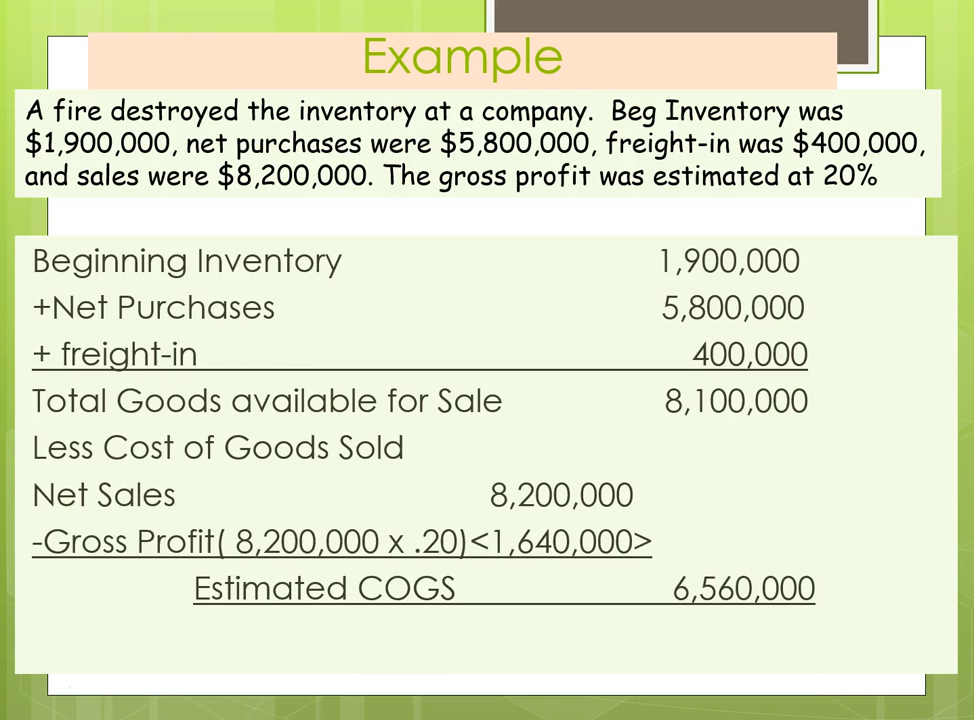 Example
A fire destroyed the inventory at a company.  Beg Inventory was
$1,900,000, net purchases were $5,800,000, freight-in was $400,000,
and sales were $8,200,000. The gross profit was estimated at 20%
Beginning Inventory 1,900,000
+Net Purchases 5,800,000
+ freight-in 400,000
Total Goods available for Sale 8,100,000
Less Cost of Goods Sold
Net Sales 8,200,000
-Gross Profit( 8,200,000 x .20)<1,640,000>
Estimated COGS 6,560,000